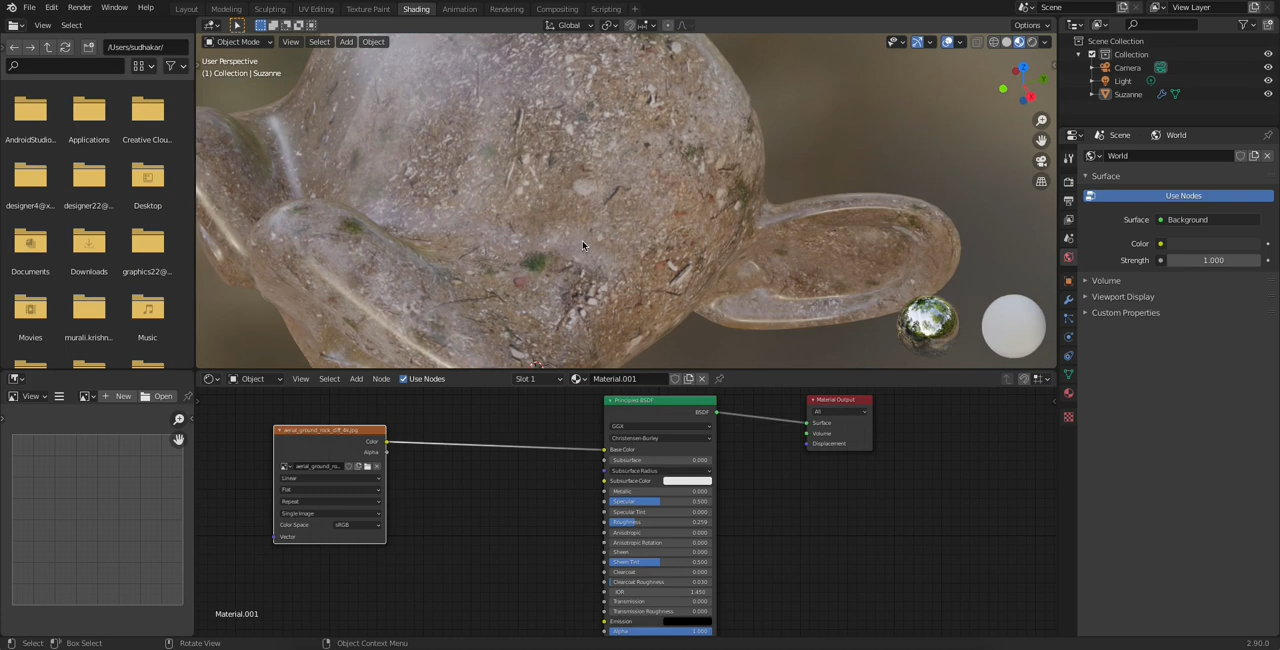 File Edit Render Window Help
Layout Modeling Sculpting UV Editing Texture Paint Shading Animation Rendering Compositing Scripting
Scene View Layer
View Select
Global Options
/Users/sudhakar/
Object Mode View Select Add Object
User Perspective
(1) Collection | Suzanne
AndroidStudio... Applications Creative Clou...
designer4@x... designer22@... Desktop
Documents Downloads graphics22@...
Movies murali.krishn... Music
Scene Collection
Collection
Camera
Light
Suzanne
Scene World
World
Surface
Use Nodes
Surface Background
Color
Strength 1.000
Volume
Viewport Display
Custom Properties
View New Open
Object View Select Add Node Use Nodes Slot 1 Material.001
aerial_ground_rock_diff_4k.jpg
Color
Alpha
aerial_ground_ro...
Linear
Flat
Repeat
Single Image
Color Space sRGB
Vector
Principled BSDF
BSDF
GGX
Christensen-Burley
Base Color
Subsurface 0.000
Subsurface Radius
Subsurface Color
Metallic 0.000
Specular 0.500
Specular Tint 0.000
Roughness 0.259
Anisotropic 0.000
Anisotropic Rotation 0.000
Sheen 0.000
Sheen Tint 0.500
Clearcoat 0.000
Clearcoat Roughness 0.030
IOR 1.450
Transmission 0.000
Transmission Roughness 0.000
Emission
Alpha 1.000
Material Output
All
Surface
Volume
Displacement
Material.001
Select Box Select Rotate View Object Context Menu 2.90.0